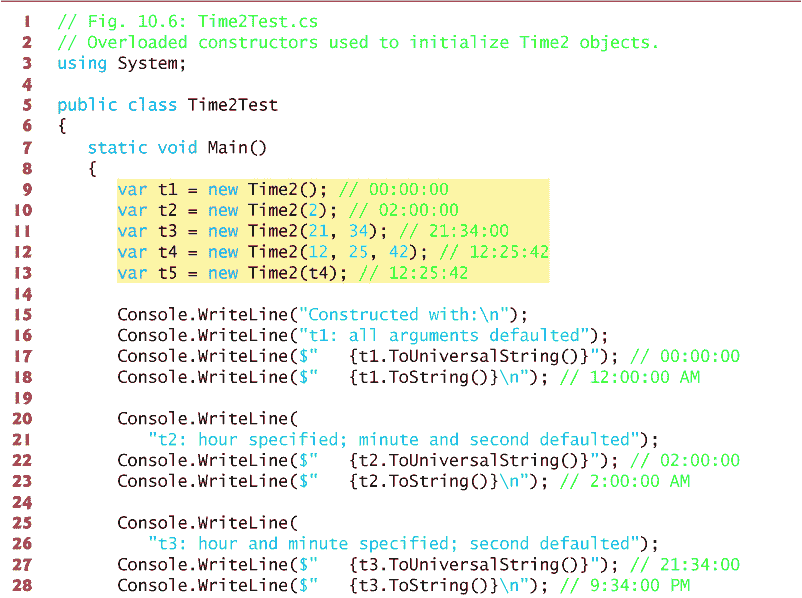 1 // Fig. 10.6: Time2Test.cs
2 // Overloaded constructors used to initialize Time2 objects.
3 using System;
4
5 public class Time2Test
6 {
7    static void Main()
8    {
9       var t1 = new Time2(); // 00:00:00
10       var t2 = new Time2(2); // 02:00:00
11       var t3 = new Time2(21, 34); // 21:34:00
12       var t4 = new Time2(12, 25, 42); // 12:25:42
13       var t5 = new Time2(t4); // 12:25:42
14
15       Console.WriteLine("Constructed with:\n");
16       Console.WriteLine("t1: all arguments defaulted");
17       Console.WriteLine($"   {t1.ToUniversalString()}"); // 00:00:00
18       Console.WriteLine($"   {t1.ToString()}\n"); // 12:00:00 AM
19
20       Console.WriteLine(
21          "t2: hour specified; minute and second defaulted");
22       Console.WriteLine($"   {t2.ToUniversalString()}"); // 02:00:00
23       Console.WriteLine($"   {t2.ToString()}\n"); // 2:00:00 AM
24
25       Console.WriteLine(
26          "t3: hour and minute specified; second defaulted");
27       Console.WriteLine($"   {t3.ToUniversalString()}"); // 21:34:00
28       Console.WriteLine($"   {t3.ToString()}\n"); // 9:34:00 PM